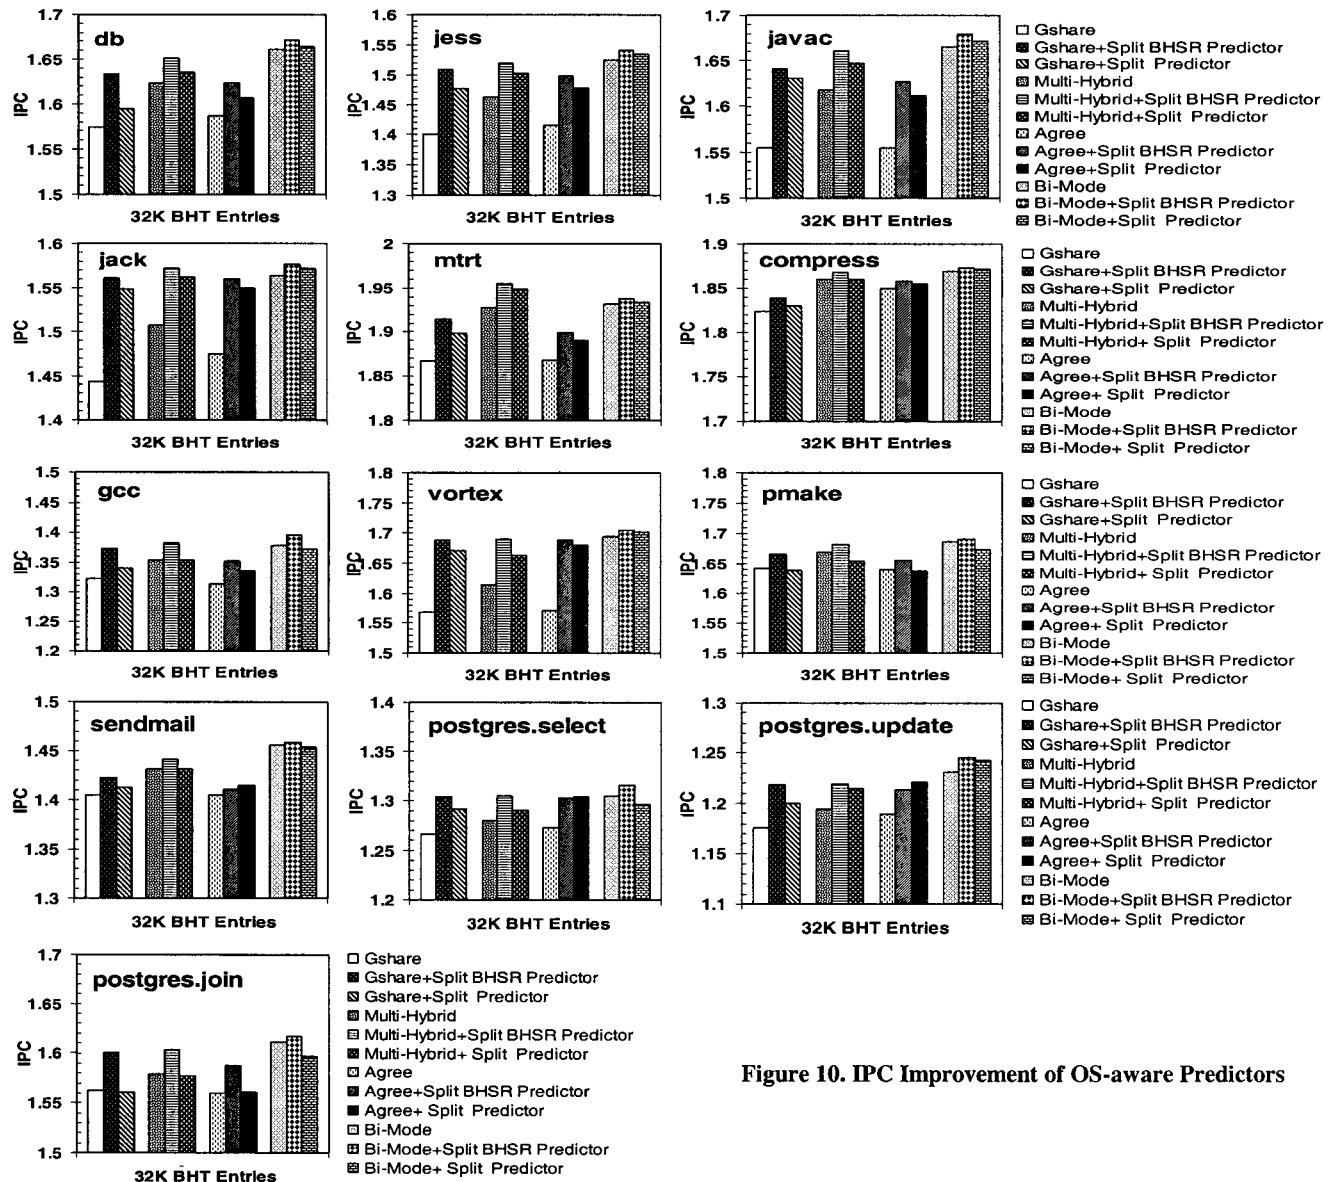 db
IPC
1.7
1.65
1.6
1.55
1.5
32K BHT Entries
jess
IPC
1.6
1.55
1.5
1.45
1.4
1.35
1.3
32K BHT Entries
javac
IPC
1.7
1.65
1.6
1.55
1.5
32K BHT Entries
Gshare
Gshare+Split BHSR Predictor
Gshare+Split Predictor
Multi-Hybrid
Multi-Hybrid+Split BHSR Predictor
Multi-Hybrid+Split Predictor
Agree
Agree+Split BHSR Predictor
Agree+Split Predictor
Bi-Mode
Bi-Mode+Split BHSR Predictor
Bi-Mode+Split Predictor
jack
IPC
1.6
1.55
1.5
1.45
1.4
32K BHT Entries
mtrt
IPC
2
1.95
1.9
1.85
1.8
32K BHT Entries
compress
IPC
1.9
1.85
1.8
1.75
1.7
32K BHT Entries
Gshare
Gshare+Split BHSR Predictor
Gshare+Split Predictor
Multi-Hybrid
Multi-Hybrid+Split BHSR Predictor
Multi-Hybrid+ Split Predictor
Agree
Agree+Split BHSR Predictor
Agree+ Split Predictor
Bi-Mode
Bi-Mode+Split BHSR Predictor
Bi-Mode+ Split Predictor
gcc
IPC
1.5
1.45
1.4
1.35
1.3
1.25
1.2
32K BHT Entries
vortex
IPC
1.8
1.75
1.7
1.65
1.6
1.55
1.5
32K BHT Entries
pmake
IPC
1.8
1.75
1.7
1.65
1.6
1.55
1.5
32K BHT Entries
Gshare
Gshare+Split BHSR Predictor
Gshare+Split Predictor
Multi-Hybrid
Multi-Hybrid+Split BHSR Predictor
Multi-Hybrid+ Split Predictor
Agree
Agree+Split BHSR Predictor
Agree+ Split Predictor
Bi-Mode
Bi-Mode+Split BHSR Predictor
Bi-Mode+ Split Predictor
sendmail
IPC
1.5
1.45
1.4
1.35
1.3
32K BHT Entries
postgres.select
IPC
1.4
1.35
1.3
1.25
1.2
32K BHT Entries
postgres.update
IPC
1.3
1.25
1.2
1.15
1.1
32K BHT Entries
Gshare
Gshare+Split BHSR Predictor
Gshare+Split Predictor
Multi-Hybrid
Multi-Hybrid+Split BHSR Predictor
Multi-Hybrid+ Split Predictor
Agree
Agree+Split BHSR Predictor
Agree+ Split Predictor
Bi-Mode
Bi-Mode+Split BHSR Predictor
Bi-Mode+ Split Predictor
postgres.join
IPC
1.7
1.65
1.6
1.55
1.5
32K BHT Entries
Gshare
Gshare+Split BHSR Predictor
Gshare+Split Predictor
Multi-Hybrid
Multi-Hybrid+Split BHSR Predictor
Multi-Hybrid+ Split Predictor
Agree
Agree+Split BHSR Predictor
Agree+ Split Predictor
Bi-Mode
Bi-Mode+Split BHSR Predictor
Bi-Mode+ Split Predictor
Figure 10. IPC Improvement of OS-aware Predictors